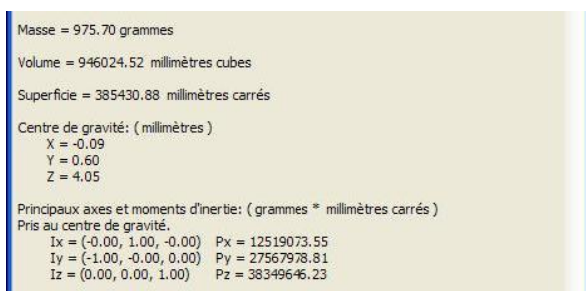 Masse = 975.70 grammes
Volume = 946024.52 millimètres cubes
Superficie = 385430.88 millimètres carrés
Centre de gravité: ( millimètres )
X = -0.09
Y = 0.60
Z = 4.05
Principaux axes et moments d'inertie: ( grammes * millimètres carrés )
Pris au centre de gravité.
Ix = (-0.00, 1.00, -0.00) Px = 12519073.55
Iy = (-1.00, -0.00, 0.00) Py = 27567978.81
Iz = (0.00, 0.00, 1.00) Pz = 38349646.23